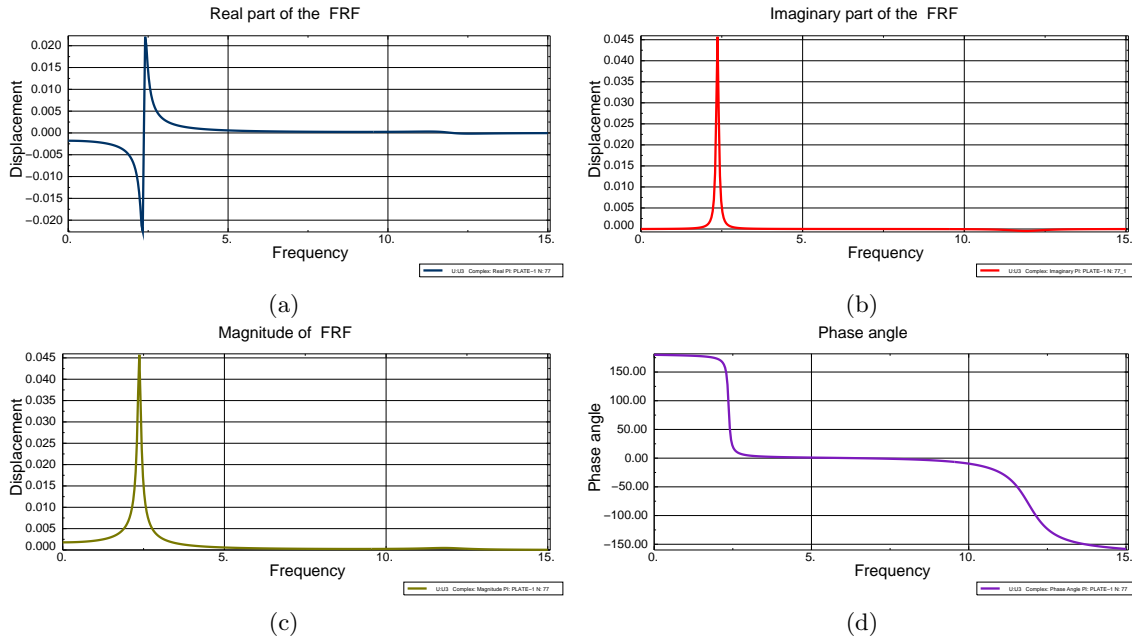 Real part of the  FRF
Displacement
0.020
0.015
0.010
0.005
0.000
−0.005
−0.010
−0.015
−0.020
0. 5. 10. 15.
Frequency
U:U3  Complex: Real PI: PLATE−1 N: 77
(a)
Imaginary part of the  FRF
Displacement
0.045
0.040
0.035
0.030
0.025
0.020
0.015
0.010
0.005
0.000
0. 5. 10. 15.
Frequency
U:U3  Complex: Imaginary PI: PLATE−1 N: 77_1
(b)
Magnitude of  FRF
Displacement
0.045
0.040
0.035
0.030
0.025
0.020
0.015
0.010
0.005
0.000
0. 5. 10. 15.
Frequency
U:U3  Complex: Magnitude PI: PLATE−1 N: 77
(c)
Phase angle
Phase angle
150.00
100.00
50.00
0.00
−50.00
−100.00
−150.00
0. 5. 10. 15.
Frequency
U:U3  Complex: Phase Angle PI: PLATE−1 N: 77
(d)